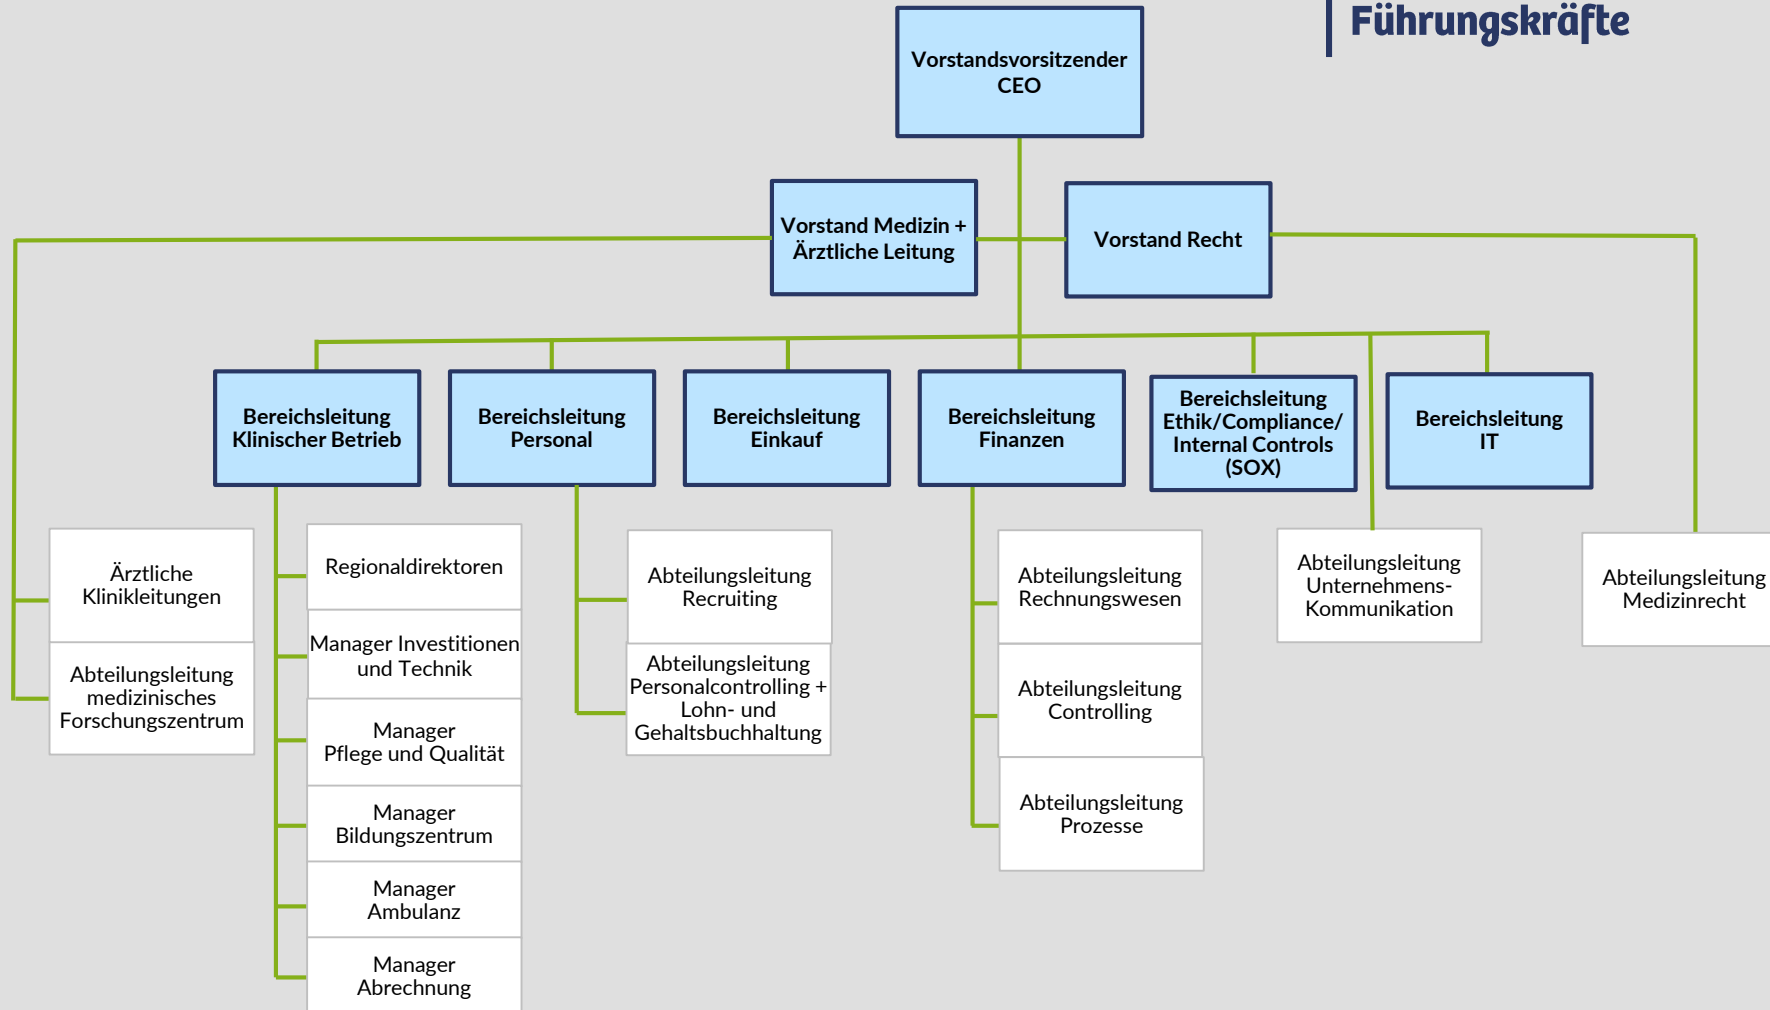 Führungskräfte
Vorstandsvorsitzender
CEO
Vorstand Medizin +
Ärztliche Leitung
Vorstand Recht
Bereichsleitung
Klinischer Betrieb
Bereichsleitung
Personal
Bereichsleitung
Einkauf
Bereichsleitung
Finanzen
Bereichsleitung
Ethik/Compliance/
Internal Controls
(SOX)
Bereichsleitung
IT
Ärztliche
Klinikleitungen
Abteilungsleitung
medizinisches
Forschungszentrum
Regionaldirektoren
Manager Investitionen
und Technik
Manager
Pflege und Qualität
Manager
Bildungszentrum
Manager
Ambulanz
Manager
Abrechnung
Abteilungsleitung
Recruiting
Abteilungsleitung
Personalcontrolling +
Lohn- und
Gehaltsbuchhaltung
Abteilungsleitung
Rechnungswesen
Abteilungsleitung
Controlling
Abteilungsleitung
Prozesse
Abteilungsleitung
Unternehmens-
Kommunikation
Abteilungsleitung
Medizinrecht